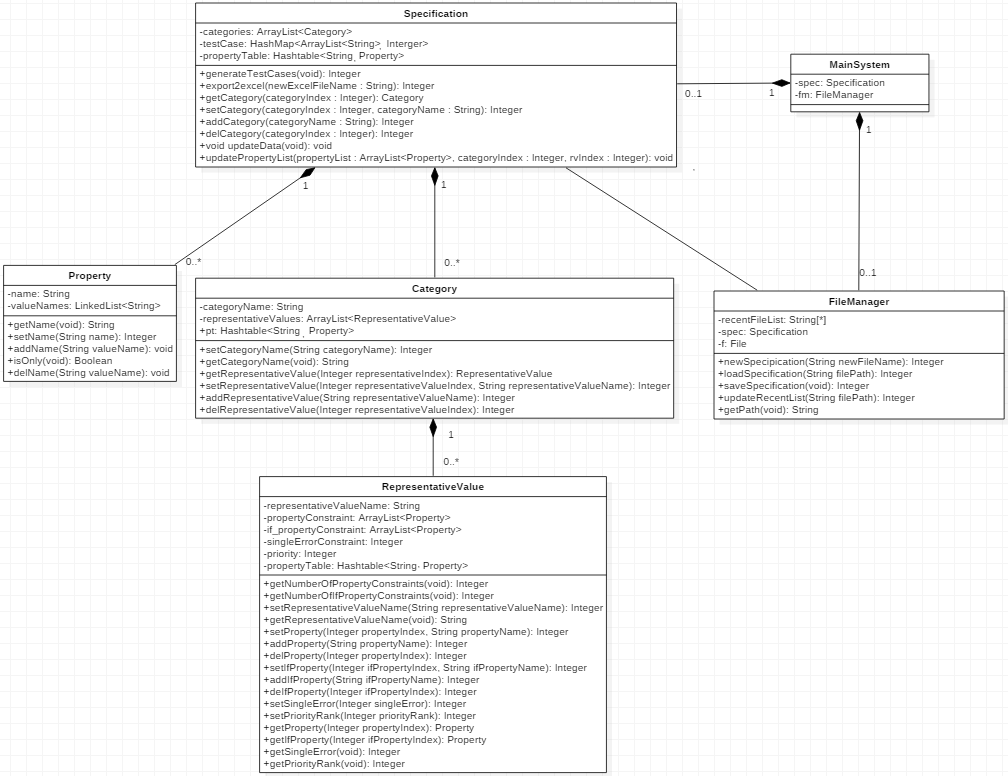 Specification
-categories: ArrayList<Category>
-testCase: HashMap<ArrayList<String>, Interger>
-propertyTable: Hashtable<String, Property>
+generateTestCases(void): Integer
+export2excel(newExcelFileName : String): Integer
+getCategory(categoryIndex : Integer): Category
+setCategory(categoryIndex : Integer, categoryName : String): Integer
+addCategory(categoryName : String): Integer
+delCategory(categoryIndex : Integer): Integer
+void updateData(void): void
+updatePropertyList(propertyList : ArrayList<Property>, categoryIndex : Integer, rvIndex : Integer): void
MainSystem
-spec: Specification
-fm: FileManager
0..1
1
1
1
1
0..*
0..*
0..1
Property
-name: String
-valueNames: LinkedList<String>
+getName(void): String
+setName(String name): Integer
+addName(String valueName): void
+isOnly(void): Boolean
+delName(String valueName): void
Category
-categoryName: String
-representativeValues: ArrayList<RepresentativeValue>
+pt: Hashtable<String, Property>
+setCategoryName(String categoryName): Integer
+getCategoryName(void): String
+getRepresentativeValue(Integer representativeIndex): RepresentativeValue
+setRepresentativeValue(Integer representativeValueIndex, String representativeValueName): Integer
+addRepresentativeValue(String representativeValueName): Integer
+delRepresentativeValue(Integer representativeValueIndex): Integer
FileManager
-recentFileList: String[*]
-spec: Specification
-f: File
+newSpecipication(String newFileName): Integer
+loadSpecification(String filePath): Integer
+saveSpecification(void): Integer
+updateRecentList(String filePath): Integer
+getPath(void): String
1
0..*
RepresentativeValue
-representativeValueName: String
-propertyConstraint: ArrayList<Property>
-if_propertyConstraint: ArrayList<Property>
-singleErrorConstraint: Integer
-priority: Integer
-propertyTable: Hashtable<String, Property>
+getNumberOfPropertyConstraints(void): Integer
+getNumberOfIfPropertyConstraints(void): Integer
+setRepresentativeValueName(String representativeValueName): Integer
+getRepresentativeValueName(void): String
+setProperty(Integer propertyIndex, String propertyName): Integer
+addProperty(String propertyName): Integer
+delProperty(Integer propertyIndex): Integer
+setIfProperty(Integer ifPropertyIndex, String ifPropertyName): Integer
+addIfProperty(String ifPropertyName): Integer
+delfProperty(Integer ifPropertyIndex): Integer
+setSingleError(Integer singleError): Integer
+setPriorityRank(Integer priorityRank): Integer
+getProperty(Integer propertyIndex): Property
+getIfProperty(Integer ifPropertyIndex): Property
+getSingleError(void): Integer
+getPriorityRank(void): Integer